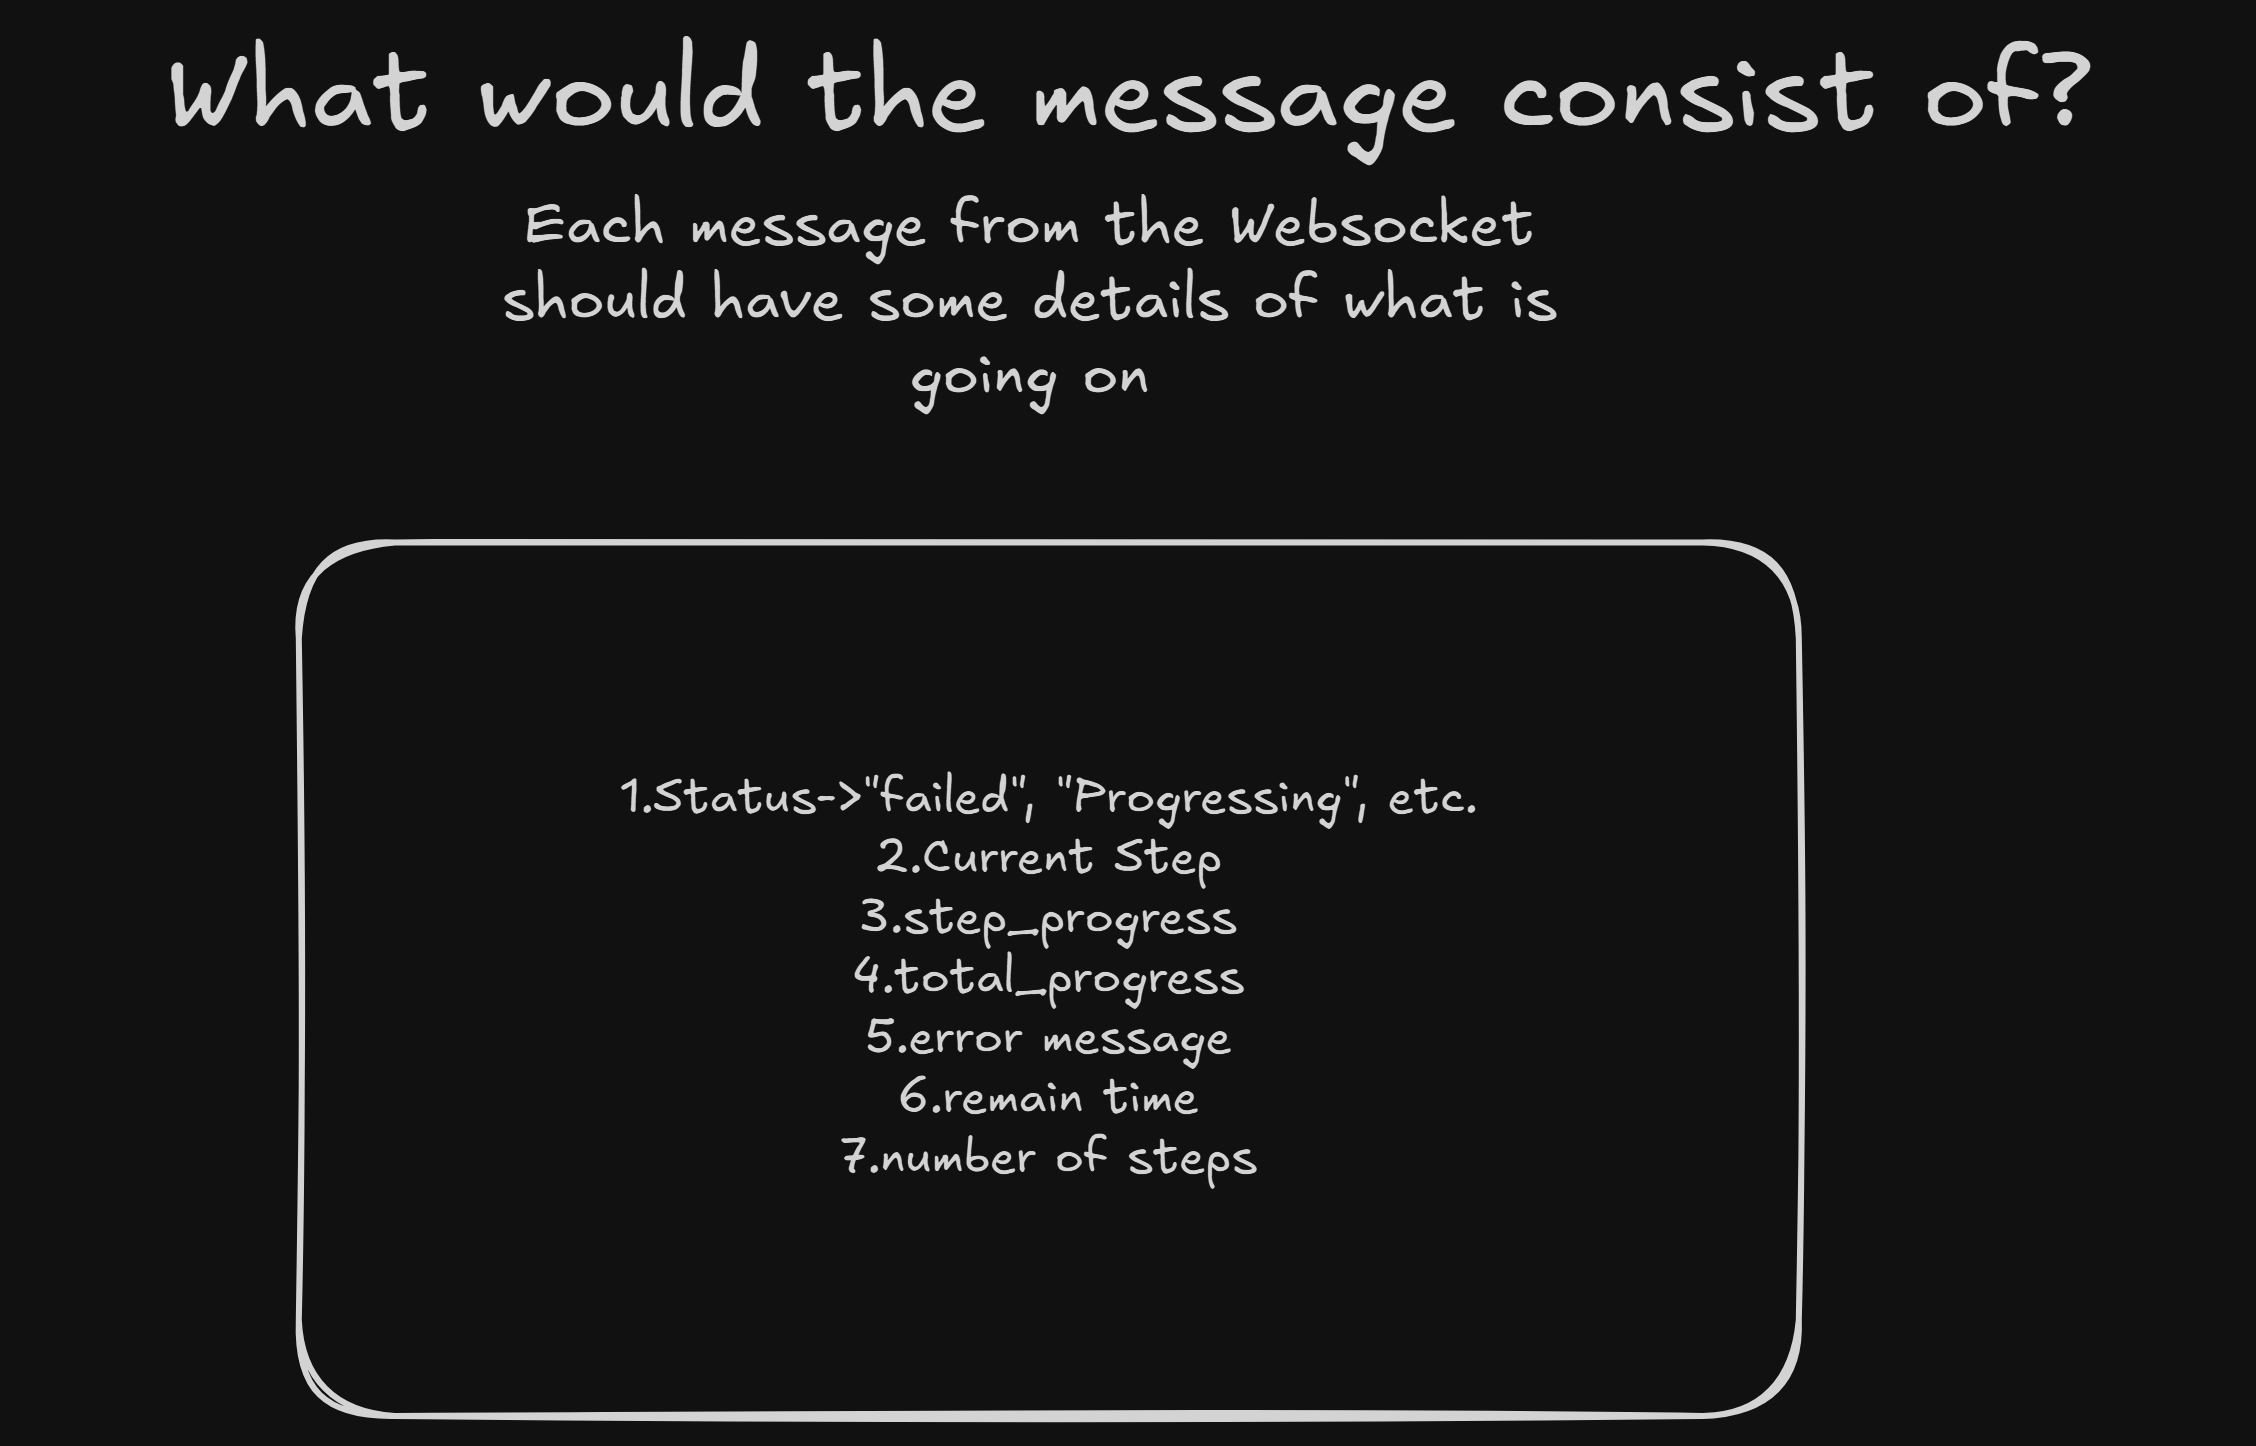 What would the message consist of?
Each message from the Websocket
should have some details of what is
going on
1.Status->"failed", "Progressing", etc.
2.Current Step
3.step_progress
4.total_progress
5.error message
6.remain time
7.number of steps